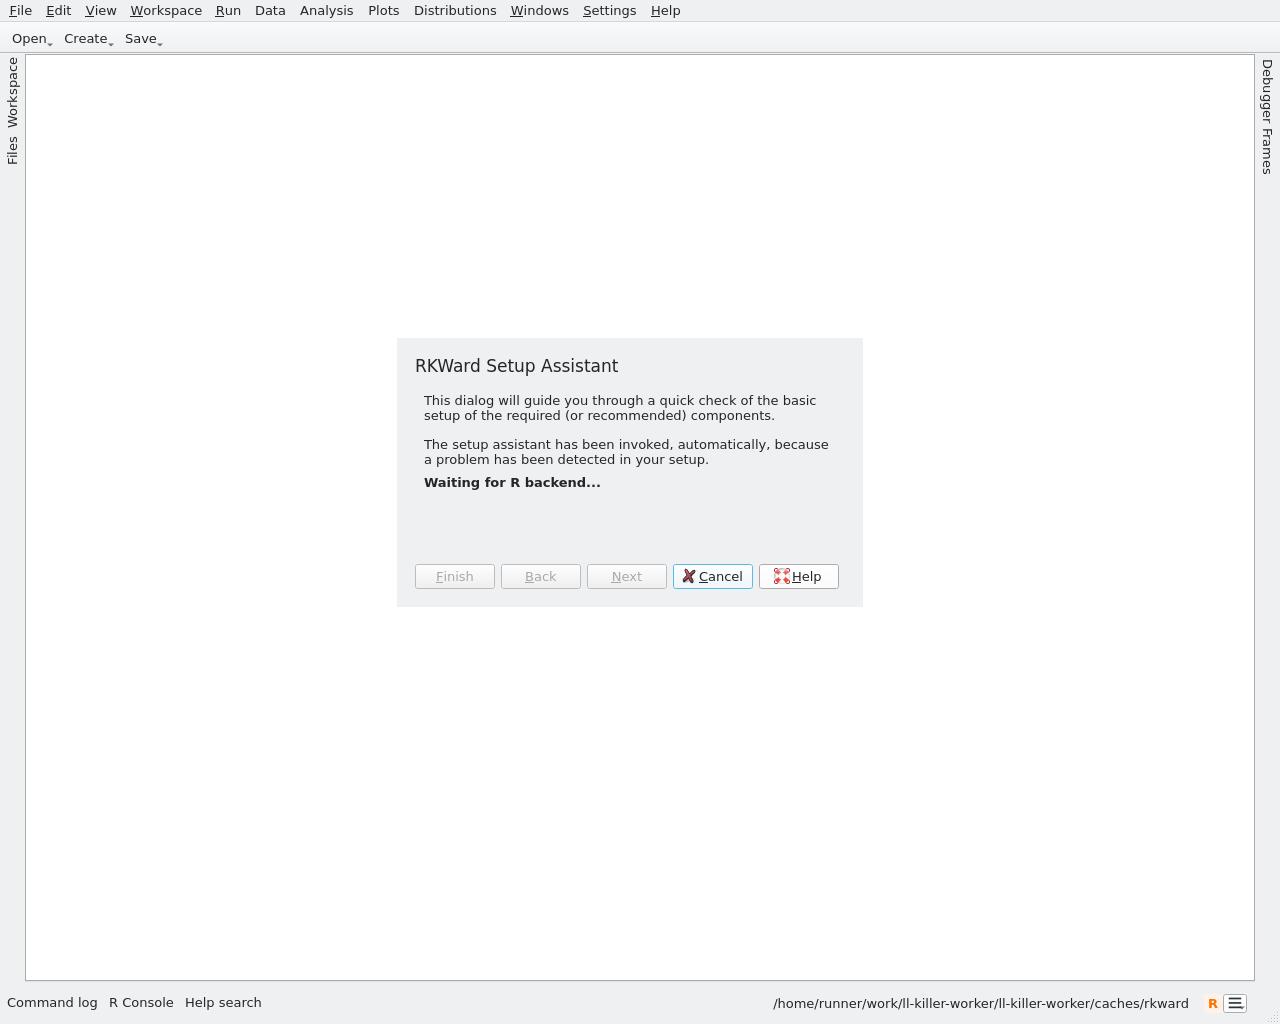 File Edit View Workspace Run Data Analysis Plots Distributions Windows Settings Help
Open Create Save
Workspace
Files
Debugger Frames
RKWard Setup Assistant
This dialog will guide you through a quick check of the basic
setup of the required (or recommended) components.
The setup assistant has been invoked, automatically, because
a problem has been detected in your setup.
Waiting for R backend...
Finish Back Next Cancel Help
Command log R Console Help search /home/runner/work/ll-killer-worker/ll-killer-worker/caches/rkward R